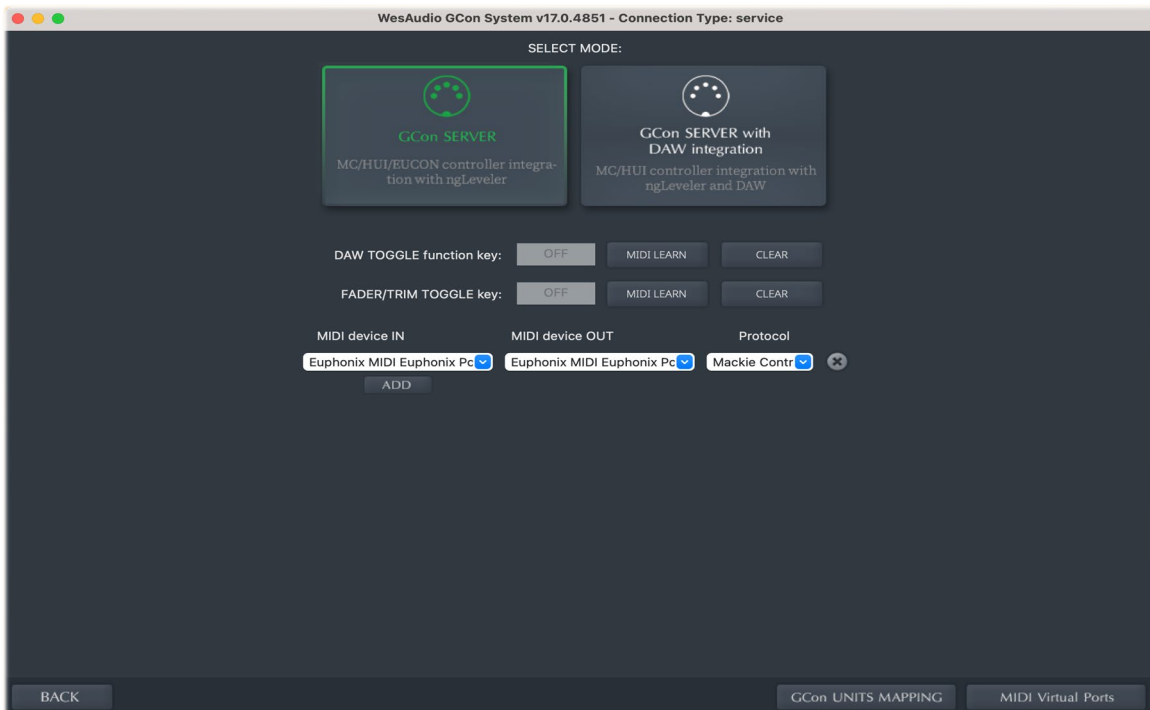 WesAudio GCon System v17.0.4851 - Connection Type: service
SELECT MODE:
GCon SERVER
MC/HUI/EUCON controller integra-
tion with ngLeveler
GCon SERVER with
DAW integration
MC/HUI controller integration with
ngLeveler and DAW
DAW TOGGLE function key: OFF MIDI LEARN CLEAR
FADER/TRIM TOGGLE key: OFF MIDI LEARN CLEAR
MIDI device IN MIDI device OUT Protocol
Euphonix MIDI Euphonix Pc Euphonix MIDI Euphonix Pc Mackie Contr
ADD
BACK GCon UNITS MAPPING MIDI Virtual Ports